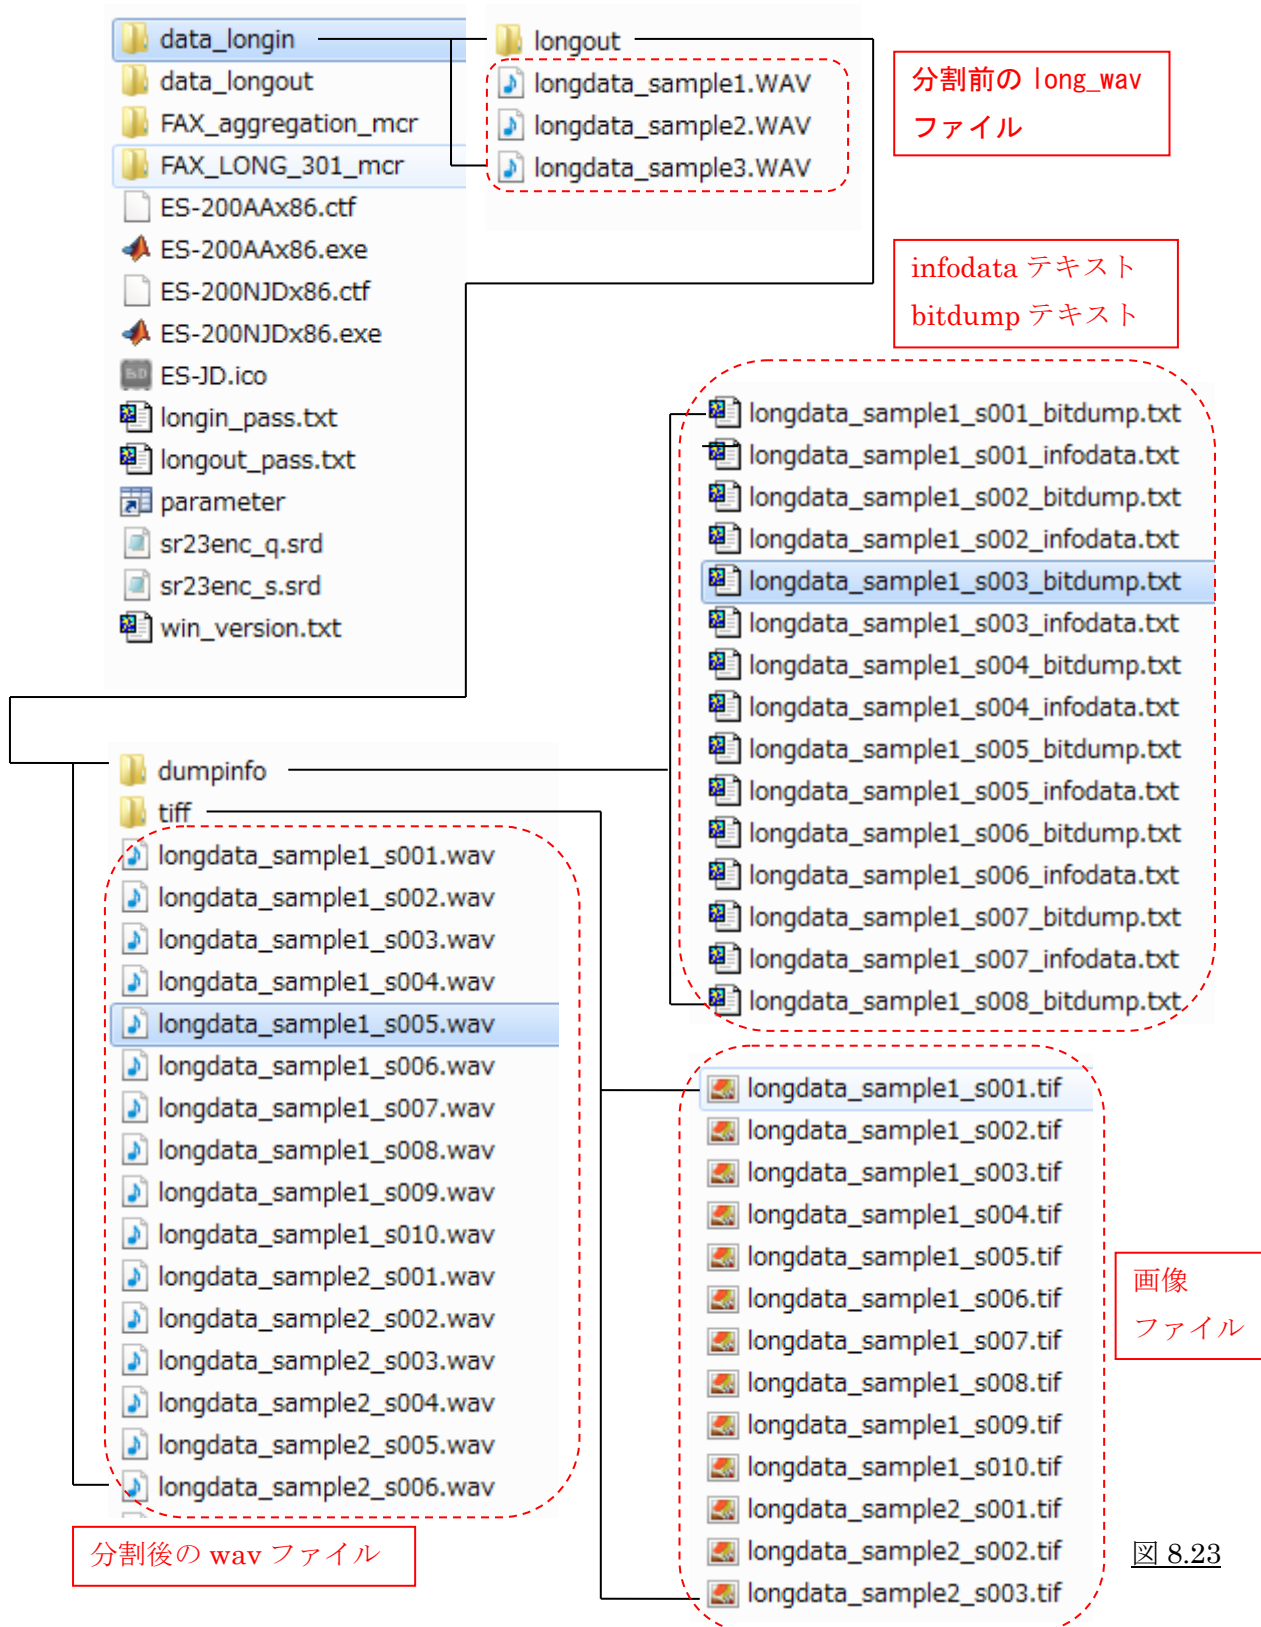 data_longin
data_longout
FAX_aggregation_mcr
FAX_LONG_301_mcr
ES-200AAx86.ctf
ES-200AAx86.exe
ES-200NJDx86.ctf
ES-200NJDx86.exe
ES-JD.ico
longin_pass.txt
longout_pass.txt
parameter
sr23enc_q.srd
sr23enc_s.srd
win_version.txt
longout
longdata_sample1.WAV
longdata_sample2.WAV
longdata_sample3.WAV
分割前の long_wav
ファイル
infodata テキスト
bitdump テキスト
longdata_sample1_s001_bitdump.txt
longdata_sample1_s001_infodata.txt
longdata_sample1_s002_bitdump.txt
longdata_sample1_s002_infodata.txt
longdata_sample1_s003_bitdump.txt
longdata_sample1_s003_infodata.txt
longdata_sample1_s004_bitdump.txt
longdata_sample1_s004_infodata.txt
longdata_sample1_s005_bitdump.txt
longdata_sample1_s005_infodata.txt
longdata_sample1_s006_bitdump.txt
longdata_sample1_s006_infodata.txt
longdata_sample1_s007_bitdump.txt
longdata_sample1_s007_infodata.txt
longdata_sample1_s008_bitdump.txt
dumpinfo
tiff
longdata_sample1_s001.wav
longdata_sample1_s002.wav
longdata_sample1_s003.wav
longdata_sample1_s004.wav
longdata_sample1_s005.wav
longdata_sample1_s006.wav
longdata_sample1_s007.wav
longdata_sample1_s008.wav
longdata_sample1_s009.wav
longdata_sample1_s010.wav
longdata_sample2_s001.wav
longdata_sample2_s002.wav
longdata_sample2_s003.wav
longdata_sample2_s004.wav
longdata_sample2_s005.wav
longdata_sample2_s006.wav
分割後の wav ファイル
longdata_sample1_s001.tif
longdata_sample1_s002.tif
longdata_sample1_s003.tif
longdata_sample1_s004.tif
longdata_sample1_s005.tif
longdata_sample1_s006.tif
longdata_sample1_s007.tif
longdata_sample1_s008.tif
longdata_sample1_s009.tif
longdata_sample1_s010.tif
longdata_sample2_s001.tif
longdata_sample2_s002.tif
longdata_sample2_s003.tif
画像
ファイル
図 8.23